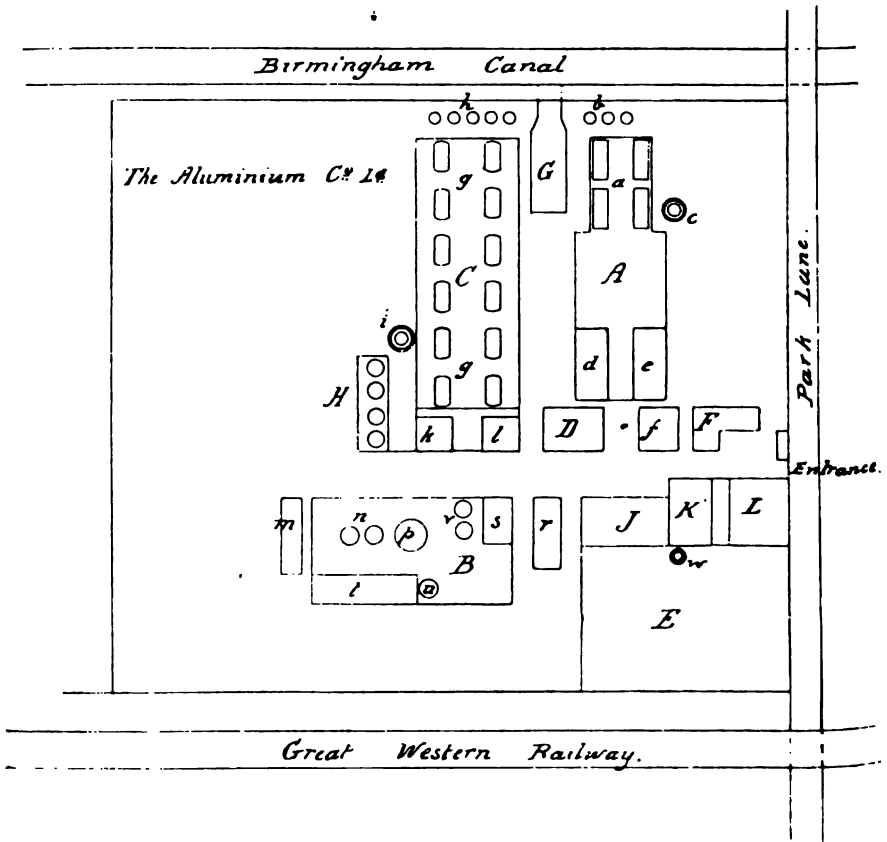 Birmingham Canal
h
b
The Aluminium Co. Ld.
g
G
a
c
A
C
i
g
d
e
H
k
l
D
f
F
Park Lane.
Entrance.
m
n
p
v
s
r
J
K
L
B
w
t
u
E
Great Western Railway.